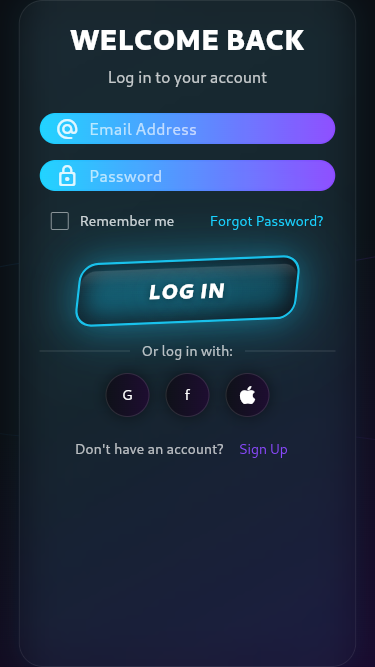 WELCOME BACK
Log in to your account
Email Address
Password
Remember me Forgot Password?
LOG IN
Or log in with:
G f
Don't have an account? Sign Up